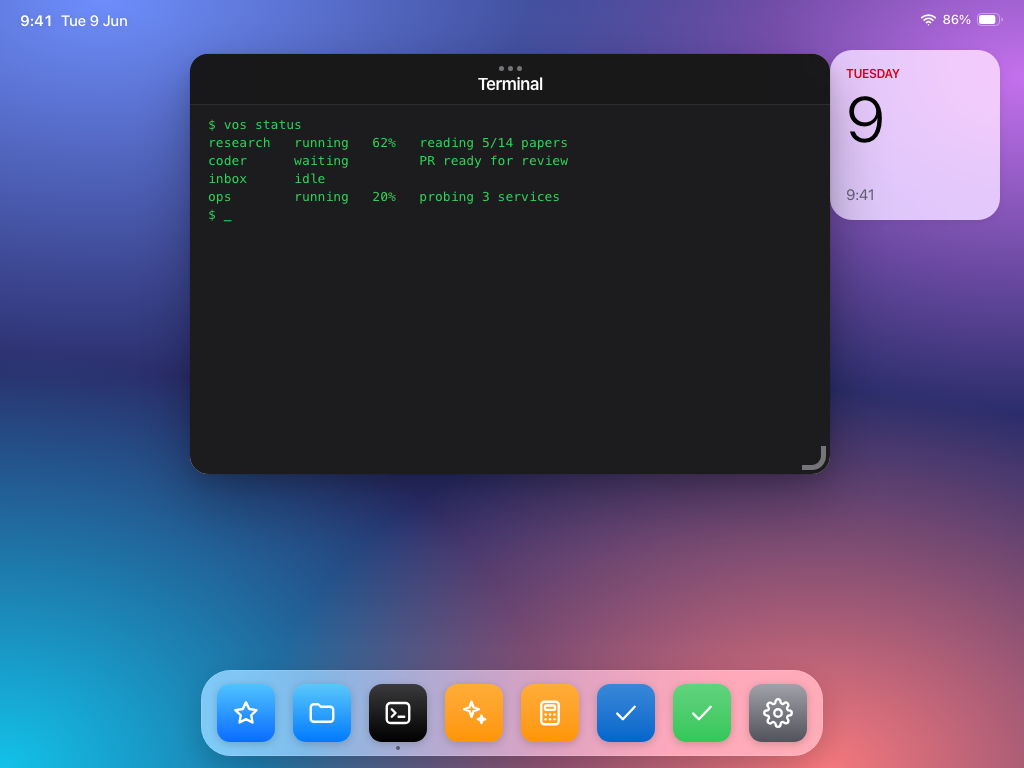 9:41 Tue 9 Jun
86%
Terminal
TUESDAY
9
9:41
$ vos status
research running 62% reading 5/14 papers
coder waiting PR ready for review
inbox idle
ops running 20% probing 3 services
$ _